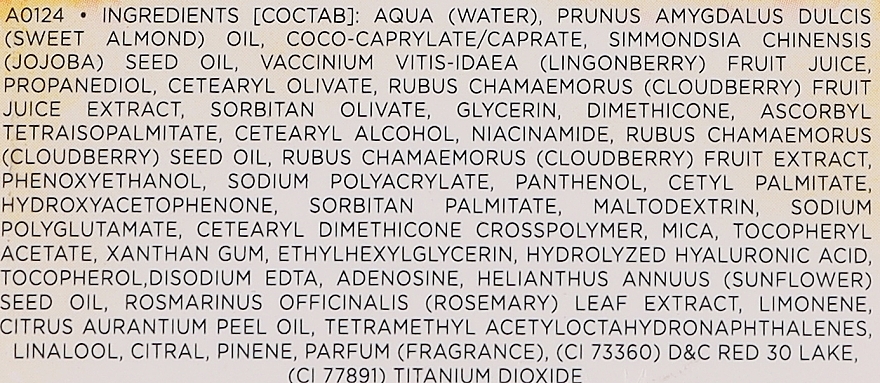 A0124 • INGREDIENTS [COCTAB]: AQUA (WATER), PRUNUS AMYGDALUS DULCIS
(SWEET ALMOND) OIL, COCO-CAPRYLATE/CAPRATE, SIMMONDSIA CHINENSIS
(JOJOBA) SEED OIL, VACCINIUM VITIS-IDAEA (LINGONBERRY) FRUIT JUICE,
PROPANEDIOL, CETEARYL OLIVATE, RUBUS CHAMAEMORUS (CLOUDBERRY) FRUIT
JUICE EXTRACT, SORBITAN OLIVATE, GLYCERIN, DIMETHICONE, ASCORBYL
TETRAISOPALMITATE, CETEARYL ALCOHOL, NIACINAMIDE, RUBUS CHAMAEMORUS
(CLOUDBERRY) SEED OIL, RUBUS CHAMAEMORUS (CLOUDBERRY) FRUIT EXTRACT,
PHENOXYETHANOL, SODIUM POLYACRYLATE, PANTHENOL, CETYL PALMITATE,
HYDROXYACETOPHENONE, SORBITAN PALMITATE, MALTODEXTRIN, SODIUM
POLYGLUTAMATE, CETEARYL DIMETHICONE CROSSPOLYMER, MICA, TOCOPHERYL
ACETATE, XANTHAN GUM, ETHYLHEXYLGLYCERIN, HYDROLYZED HYALURONIC ACID,
TOCOPHEROL,DISODIUM EDTA, ADENOSINE, HELIANTHUS ANNUUS (SUNFLOWER)
SEED OIL, ROSMARINUS OFFICINALIS (ROSEMARY) LEAF EXTRACT, LIMONENE,
CITRUS AURANTIUM PEEL OIL, TETRAMETHYL ACETYLOCTAHYDRONAPHTHALENES,
LINALOOL, CITRAL, PINENE, PARFUM (FRAGRANCE), (CI 73360) D&C RED 30 LAKE,
(CI 77891) TITANIUM DIOXIDE